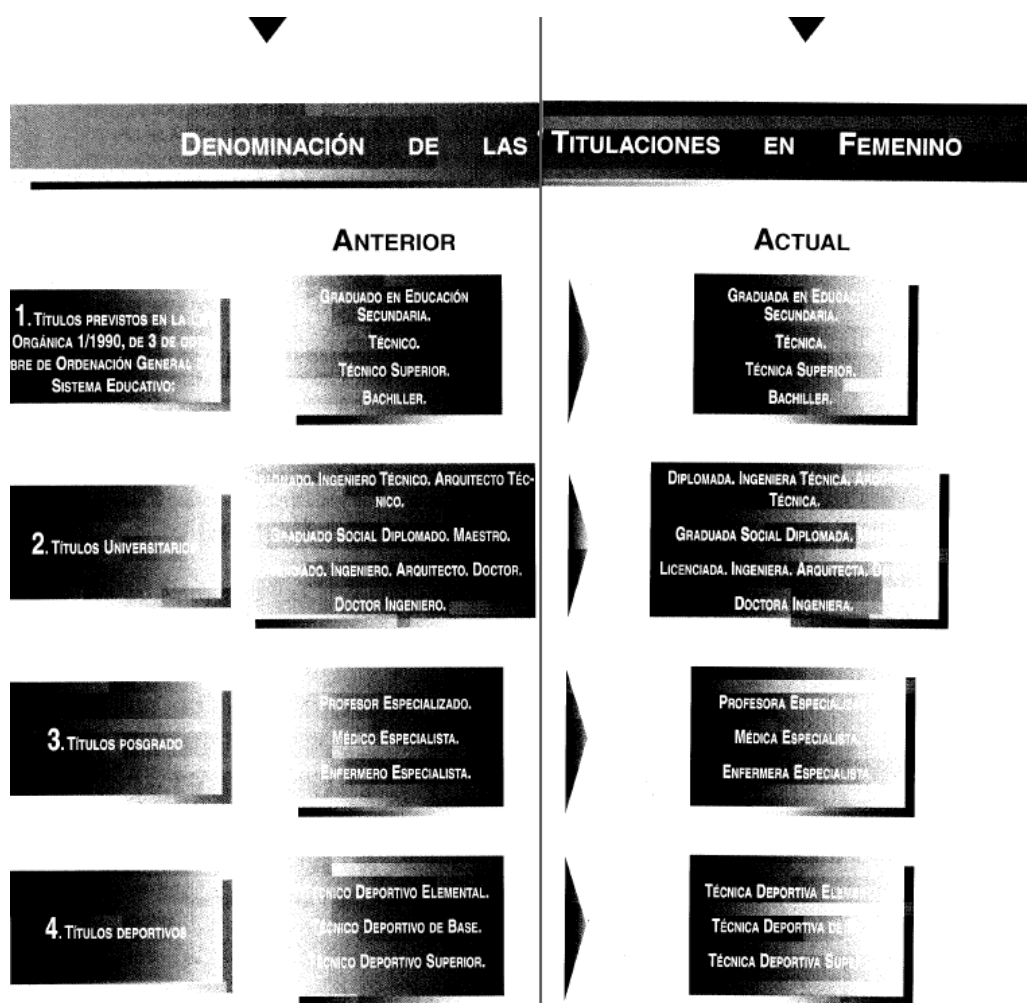 DENOMINACIÓN DE LAS TITULACIONES EN FEMENINO
ANTERIOR
ACTUAL
1. TÍTULOS PREVISTOS EN LA
ORGÁNICA 1/1990, DE 3 DE
BRE DE ORDENACIÓN GENERAL
SISTEMA EDUCATIVO:
GRADUADO EN EDUCACIÓN
SECUNDARIA.
TÉCNICO.
TÉCNICO SUPERIOR.
BACHILLER.
GRADUADA EN
SECUNDARIA.
TÉCNICA.
TÉCNICA SUPERIOR.
BACHILLER.
2. TÍTULOS UNIVERSITARIOS
DIPLOMADO. INGENIERO TÉCNICO. ARQUITECTO TÉC-
NICO.
GRADUADO SOCIAL DIPLOMADO. MAESTRO.
INGENIERO. ARQUITECTO. DOCTOR.
DOCTOR INGENIERO.
DIPLOMADA. INGENIERA TÉCNICA.
TÉCNICA.
GRADUADA SOCIAL DIPLOMADA.
LICENCIADA. INGENIERA. ARQUITECTA.
DOCTORA INGENIERA.
3. TÍTULOS POSGRADO
PROFESOR ESPECIALIZADO.
MÉDICO ESPECIALISTA.
ENFERMERO ESPECIALISTA.
PROFESORA
MÉDICA ESPECIALISTA.
ENFERMERA ESPECIALISTA.
4. TÍTULOS DEPORTIVOS
TÉCNICO DEPORTIVO ELEMENTAL.
TÉCNICO DEPORTIVO DE BASE.
TÉCNICO DEPORTIVO SUPERIOR.
TÉCNICA DEPORTIVA
TÉCNICA DEPORTIVA DE
TÉCNICA DEPORTIVA